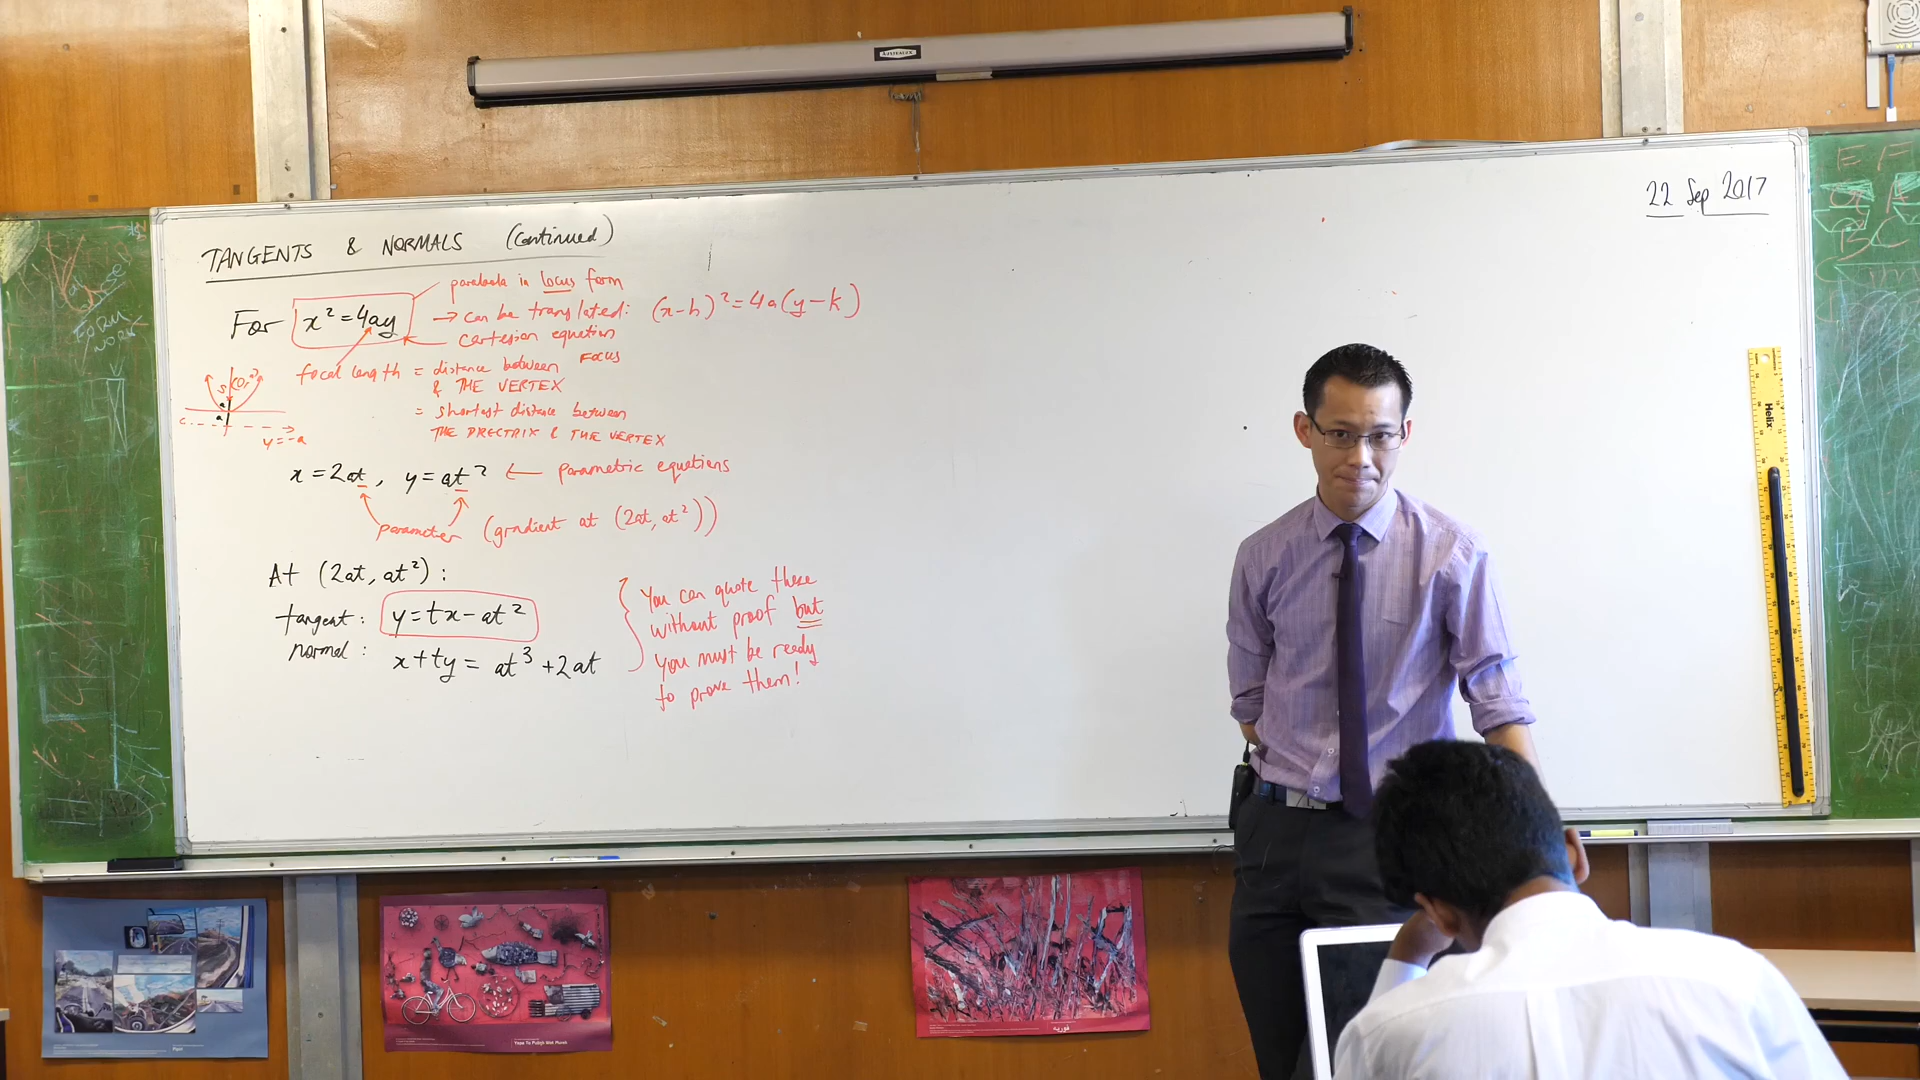 22 Sep 2017
TANGENTS & NORMALS (Continued)
parabola in locus form
For x² = 4ay
→ can be translated: (x-h)² = 4a(y-k)
cartesian equation
focal length = distance between FOCUS
& THE VERTEX
= shortest distance between
THE DIRECTRIX & THE VERTEX
a
a
y = -a
x = 2at, y = at² ← parametric equations
parameter (gradient at (2at, at²))
At (2at, at²):
tangent: y = tx - at²
normal: x + ty = at³ + 2at
You can quote these
without proof but
you must be ready
to prove them!
Helix